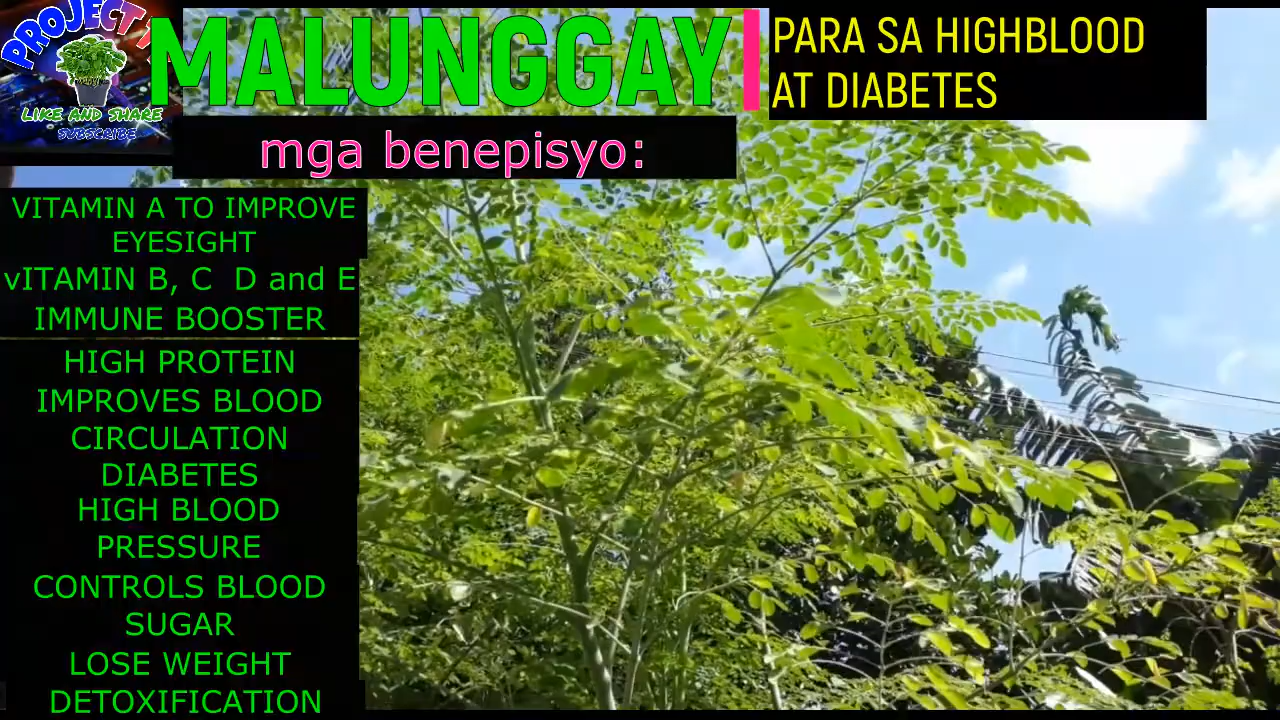 PROJECT
LIKE AND SHARE
SUBSCRIBE
MALUNGGAY
PARA SA HIGHBLOOD
AT DIABETES
mga benepisyo:
VITAMIN A TO IMPROVE
EYESIGHT
vITAMIN B, C D and E
IMMUNE BOOSTER
HIGH PROTEIN
IMPROVES BLOOD
CIRCULATION
DIABETES
HIGH BLOOD
PRESSURE
CONTROLS BLOOD
SUGAR
LOSE WEIGHT
DETOXIFICATION